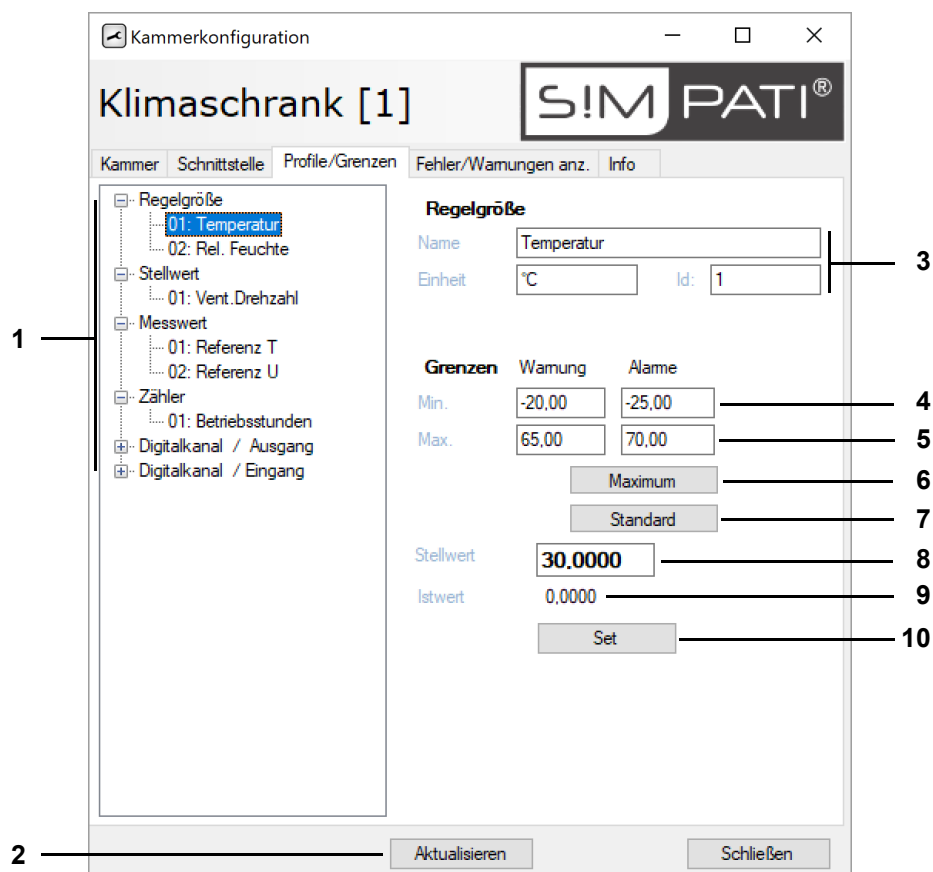 Kammerkonfiguration
Klimaschrank [1]
S!MPATI®
Kammer Schnittstelle Profile/Grenzen Fehler/Warnungen anz. Info
Regelgröße
01: Temperatur
02: Rel. Feuchte
Stellwert
01: Vent.Drehzahl
Messwert
01: Referenz T
02: Referenz U
Zähler
01: Betriebsstunden
Digitalkanal / Ausgang
Digitalkanal / Eingang
1
Regelgröße
Name Temperatur
Einheit °C Id: 1
3
Grenzen Warnung Alarme
Min. -20,00 -25,00 4
Max. 65,00 70,00 5
Maximum 6
Standard 7
Stellwert 30,0000 8
Istwert 0,0000 9
Set 10
2 Aktualisieren Schließen